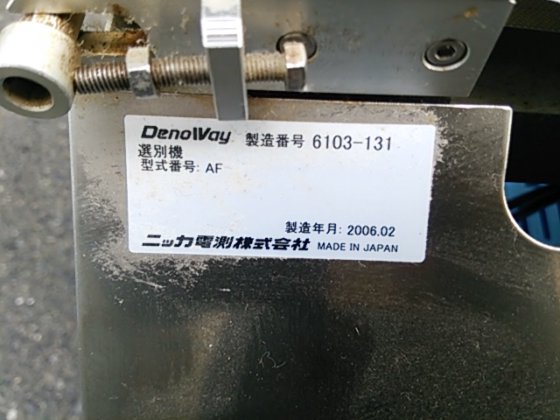 DenoWay 製造番号 6103-131
選別機
型式番号: AF
製造年月: 2006.02
ニッカ電測株式会社 MADE IN JAPAN